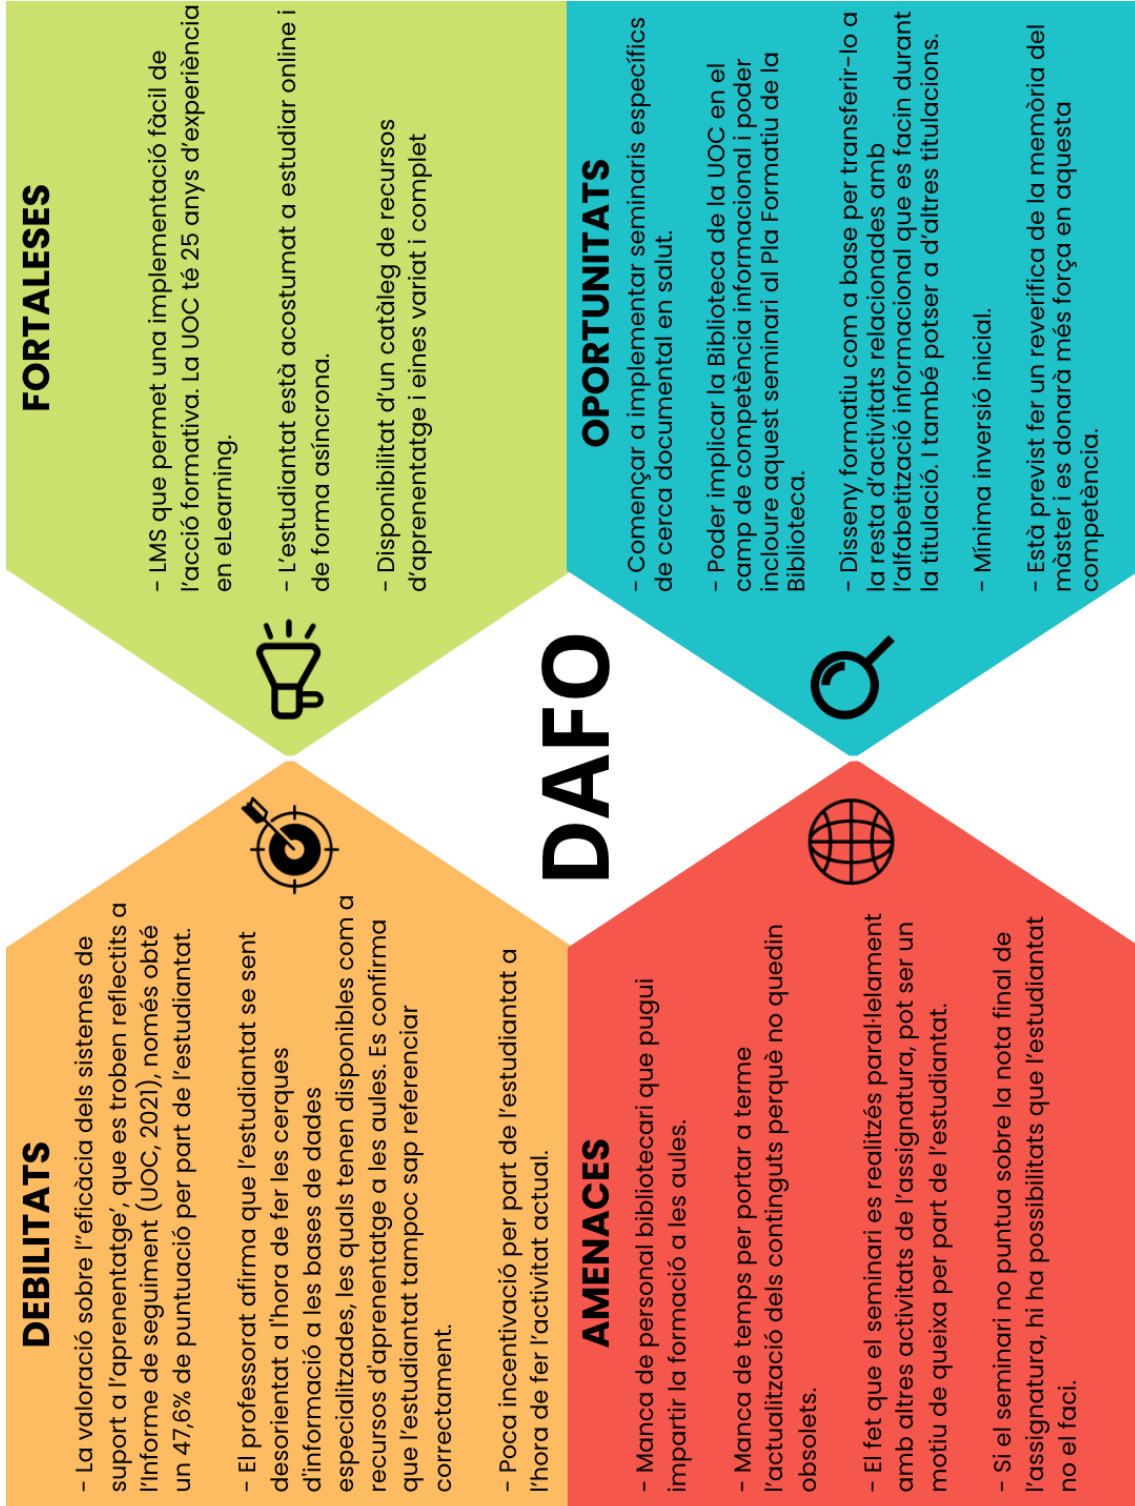 DEBILITATS
- La valoració sobre l'’eficàcia dels sistemes de
suport a l'aprenentatge’, que es troben reflectits a
l'Informe de seguiment (UOC, 2021), només obté
un 47,6% de puntuació per part de l'estudiantat.
- El professorat afirma que l'estudiantat se sent
desorientat a l'hora de fer les cerques
d'informació a les bases de dades
especialitzades, les quals tenen disponibles com a
recursos d'aprenentatge a les aules. Es confirma
que l'estudiantat tampoc sap referenciar
correctament.
- Poca incentivació per part de l'estudiantat a
l'hora de fer l'activitat actual.
FORTALESES
- LMS que permet una implementació fàcil de
l'acció formativa. La UOC té 25 anys d'experiència
en eLearning.
- L'estudiantat està acostumat a estudiar online i
de forma asíncrona.
- Disponibilitat d'un catàleg de recursos
d'aprenentatge i eines variat i complet
DAFO
AMENACES
- Manca de personal bibliotecari que pugui
impartir la formació a les aules.
- Manca de temps per portar a terme
l'actualització dels continguts perquè no quedin
obsolets.
- El fet que el seminari es realitzés paral·lelament
amb altres activitats de l'assignatura, pot ser un
motiu de queixa per part de l'estudiantat.
- Si el seminari no puntua sobre la nota final de
l'assignatura, hi ha possibilitats que l'estudiantat
no el faci.
OPORTUNITATS
- Començar a implementar seminaris específics
de cerca documental en salut.
- Poder implicar la Biblioteca de la UOC en el
camp de competència informacional i poder
incloure aquest seminari al Pla Formatiu de la
Biblioteca.
- Disseny formatiu com a base per transferir-lo a
la resta d'activitats relacionades amb
l'alfabetització informacional que es facin durant
la titulació. I també potser a d'altres titulacions.
- Mínima inversió inicial.
- Està previst fer un reverifica de la memòria del
màster i es donarà més força en aquesta
competència.